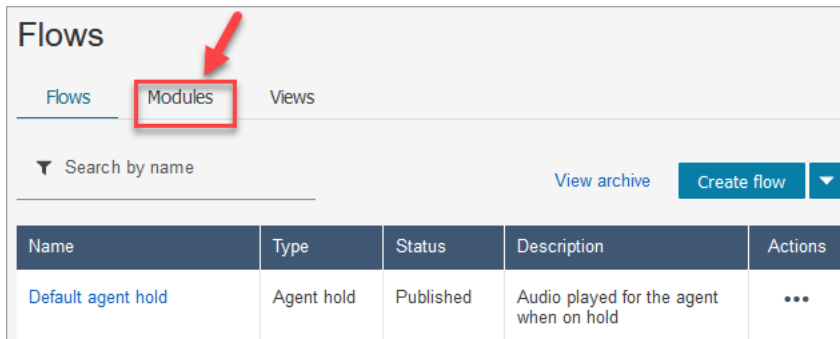 Flows
Flows Modules Views
Search by name
View archive Create flow
Name Type Status Description Actions
Default agent hold Agent hold Published Audio played for the agent
when on hold